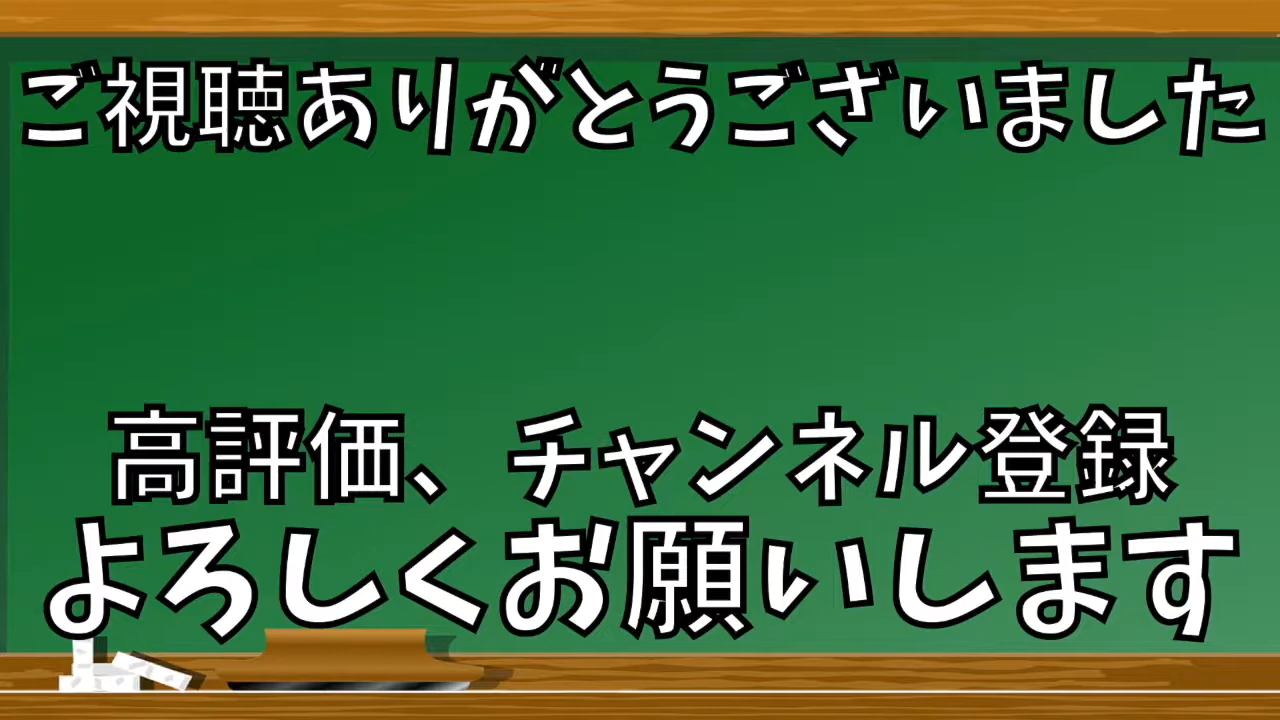 ご視聴ありがとうございました
高評価、チャンネル登録
よろしくお願いします